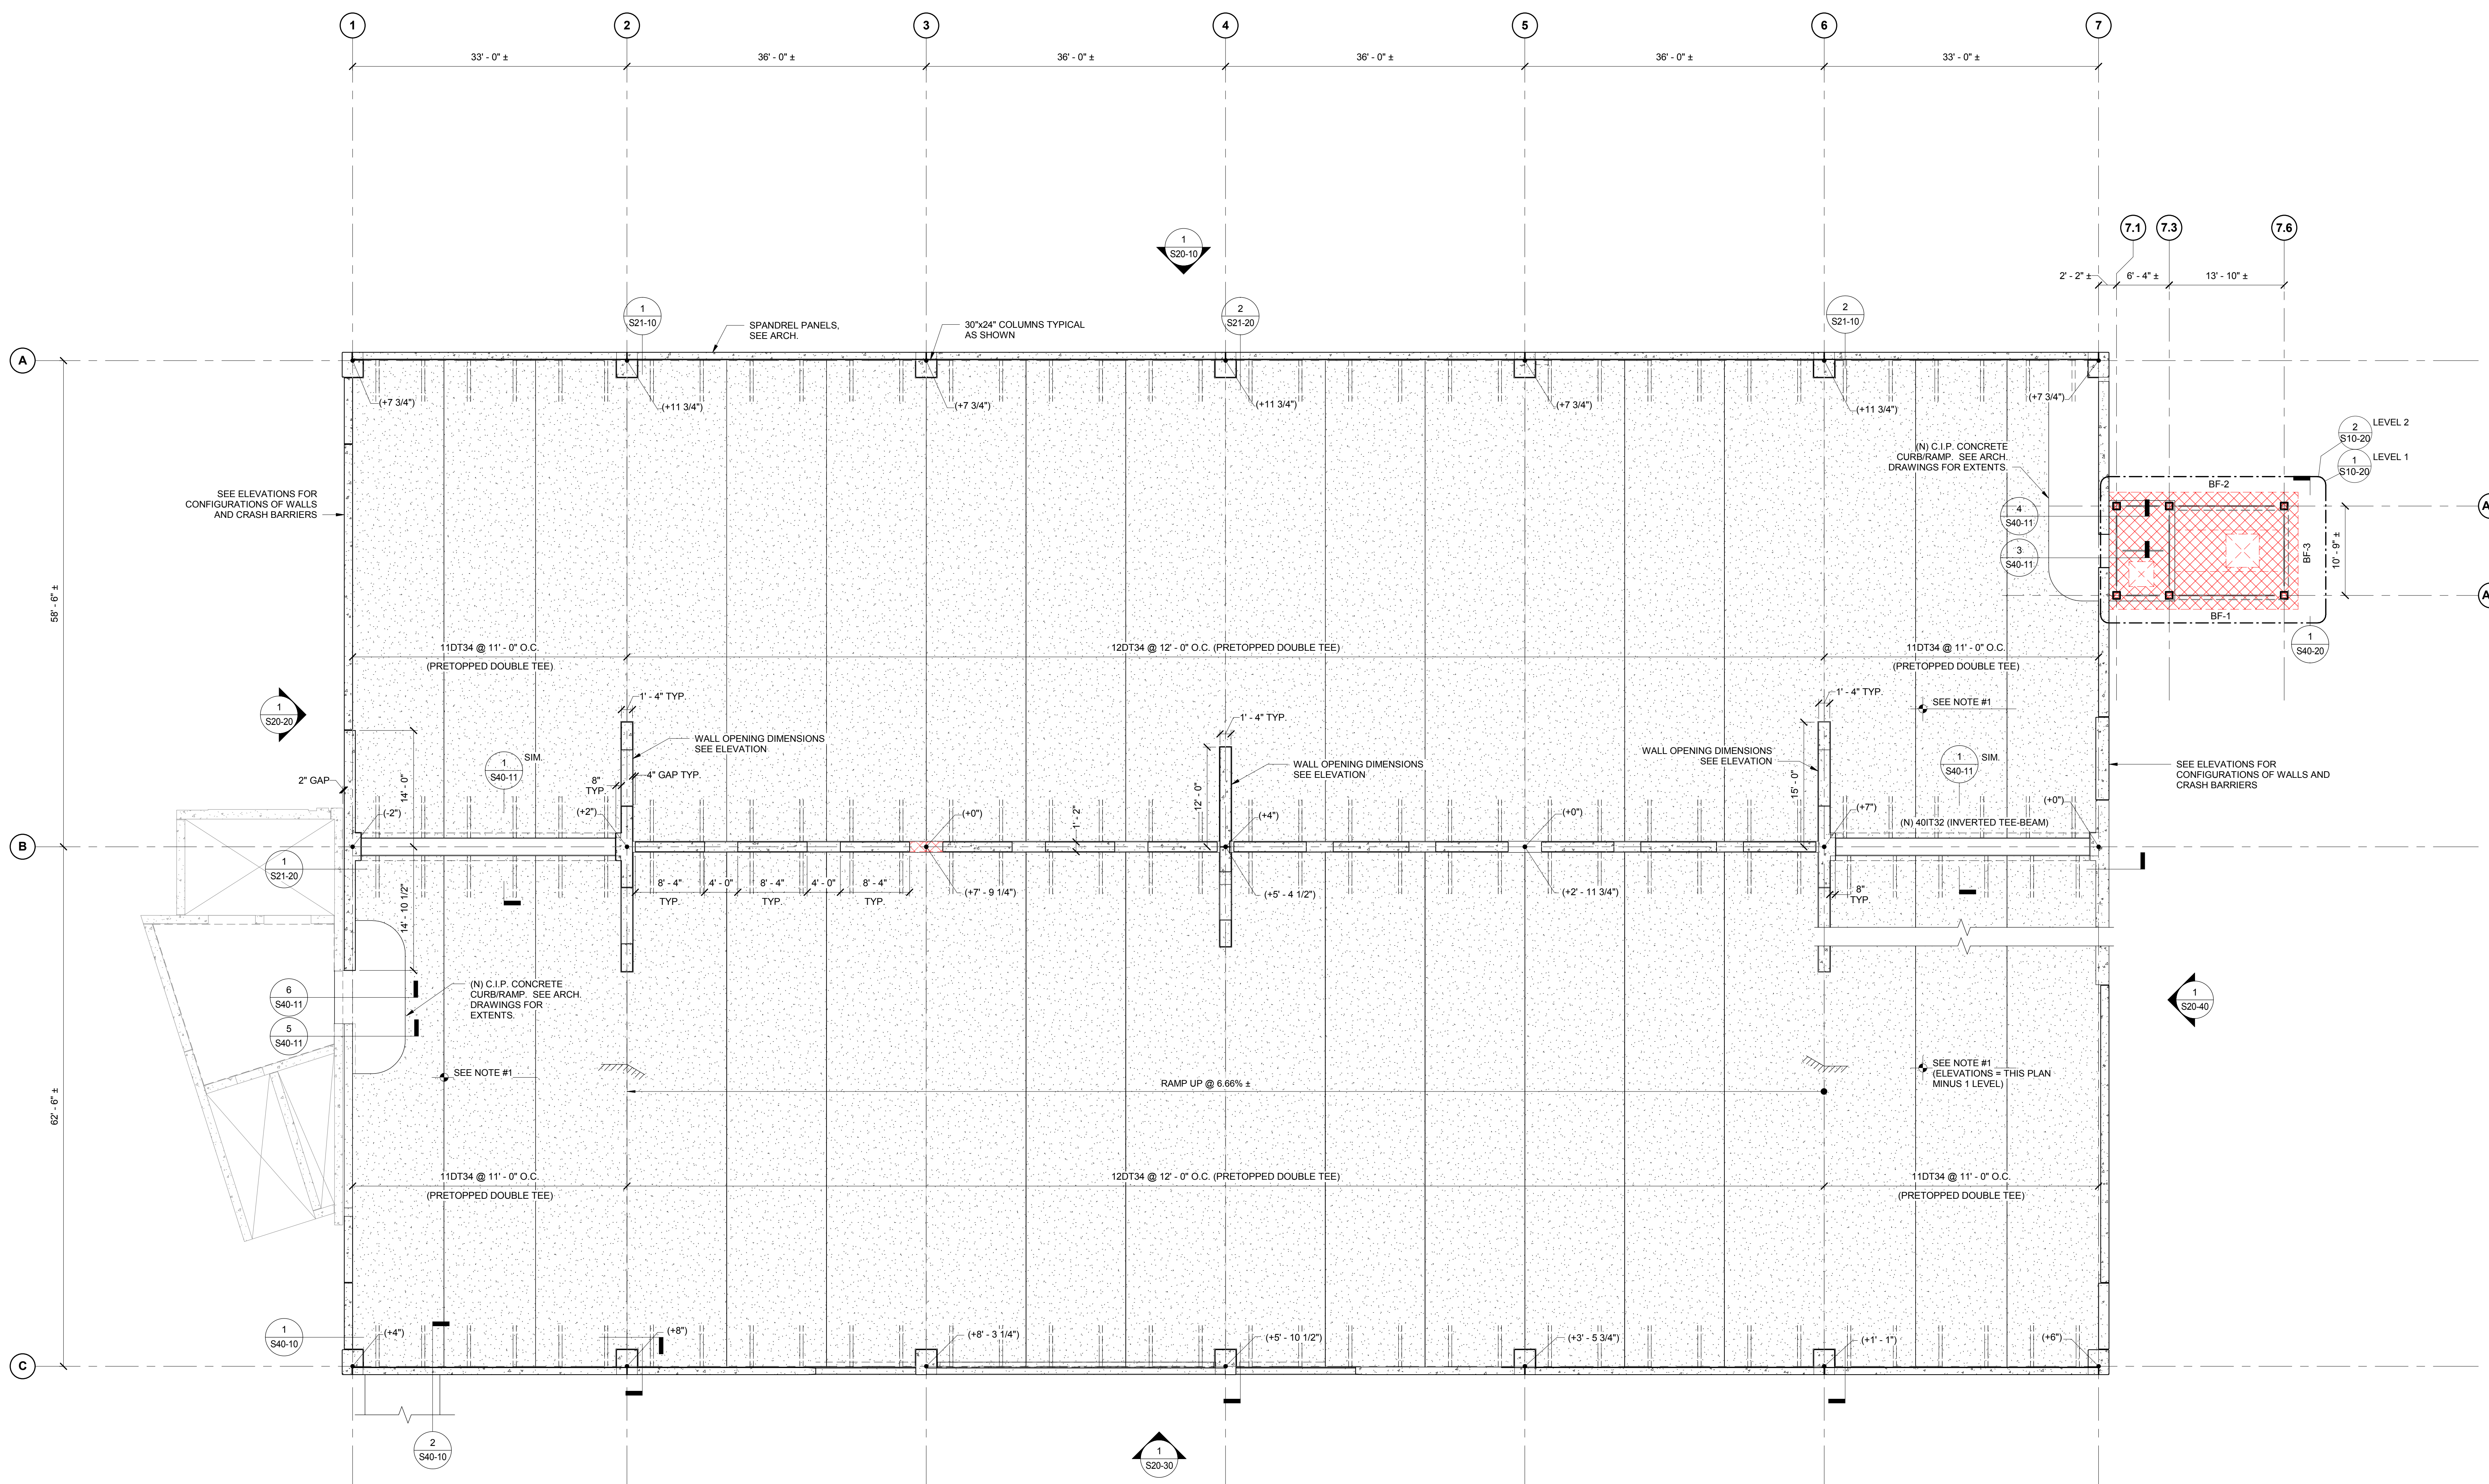 1
2
3
4
5
6
7
33' - 0" ±
36' - 0" ±
36' - 0" ±
36' - 0" ±
36' - 0" ±
33' - 0" ±
7.1
7.3
7.6
2' - 2" ±
6' - 4" ±
13' - 10" ±
1
S20-10
1
S21-10
SPANDREL PANELS,
SEE ARCH.
30"x24" COLUMNS TYPICAL
AS SHOWN
2
S21-20
2
S21-10
A
(+7 3/4")
(+11 3/4")
(+7 3/4")
(+11 3/4")
(+7 3/4")
(+11 3/4")
(+7 3/4")
2
S10-20
LEVEL 2
1
S10-20
LEVEL 1
(N) C.I.P. CONCRETE
CURB/RAMP. SEE ARCH.
DRAWINGS FOR EXTENTS.
SEE ELEVATIONS FOR
CONFIGURATIONS OF WALLS
AND CRASH BARRIERS
BF-2
4
S40-11
3
S40-11
BF-3
10' - 9" ±
BF-1
1
S40-20
58' - 6" ±
11DT34 @ 11' - 0" O.C.
(PRETOPPED DOUBLE TEE)
12DT34 @ 12' - 0" O.C. (PRETOPPED DOUBLE TEE)
11DT34 @ 11' - 0" O.C.
(PRETOPPED DOUBLE TEE)
1' - 4" TYP.
1' - 4" TYP.
1' - 4" TYP.
SEE NOTE #1
1
S20-20
WALL OPENING DIMENSIONS
SEE ELEVATION
WALL OPENING DIMENSIONS
SEE ELEVATION
WALL OPENING DIMENSIONS
SEE ELEVATION
1
S40-11
SIM.
1
S40-11
SIM.
SEE ELEVATIONS FOR
CONFIGURATIONS OF WALLS AND
CRASH BARRIERS
2" GAP
14' - 0"
8"
TYP.
4" GAP TYP.
12' - 0"
15' - 0"
(-2")
(+2")
(+0")
1' - 2"
(+4")
(+0")
(+7")
(+0")
(N) 40IT32 (INVERTED TEE-BEAM)
B
1
S21-20
14' - 10 1/2"
8' - 4"
TYP.
4' - 0"
8' - 4"
TYP.
4' - 0"
8' - 4"
TYP.
(+7' - 9 1/4")
(+5' - 4 1/2")
(+2' - 11 3/4")
8"
TYP.
6
S40-11
5
S40-11
(N) C.I.P. CONCRETE
CURB/RAMP. SEE ARCH.
DRAWINGS FOR
EXTENTS.
1
S20-40
SEE NOTE #1
RAMP UP @ 6.66% ±
SEE NOTE #1
(ELEVATIONS = THIS PLAN
MINUS 1 LEVEL)
62' - 6" ±
11DT34 @ 11' - 0" O.C.
(PRETOPPED DOUBLE TEE)
12DT34 @ 12' - 0" O.C. (PRETOPPED DOUBLE TEE)
11DT34 @ 11' - 0" O.C.
(PRETOPPED DOUBLE TEE)
1
S40-10
(+4")
(+8")
(+8' - 3 1/4")
(+5' - 10 1/2")
(+3' - 5 3/4")
(+1' - 1")
(+6")
C
2
S40-10
1
S20-30